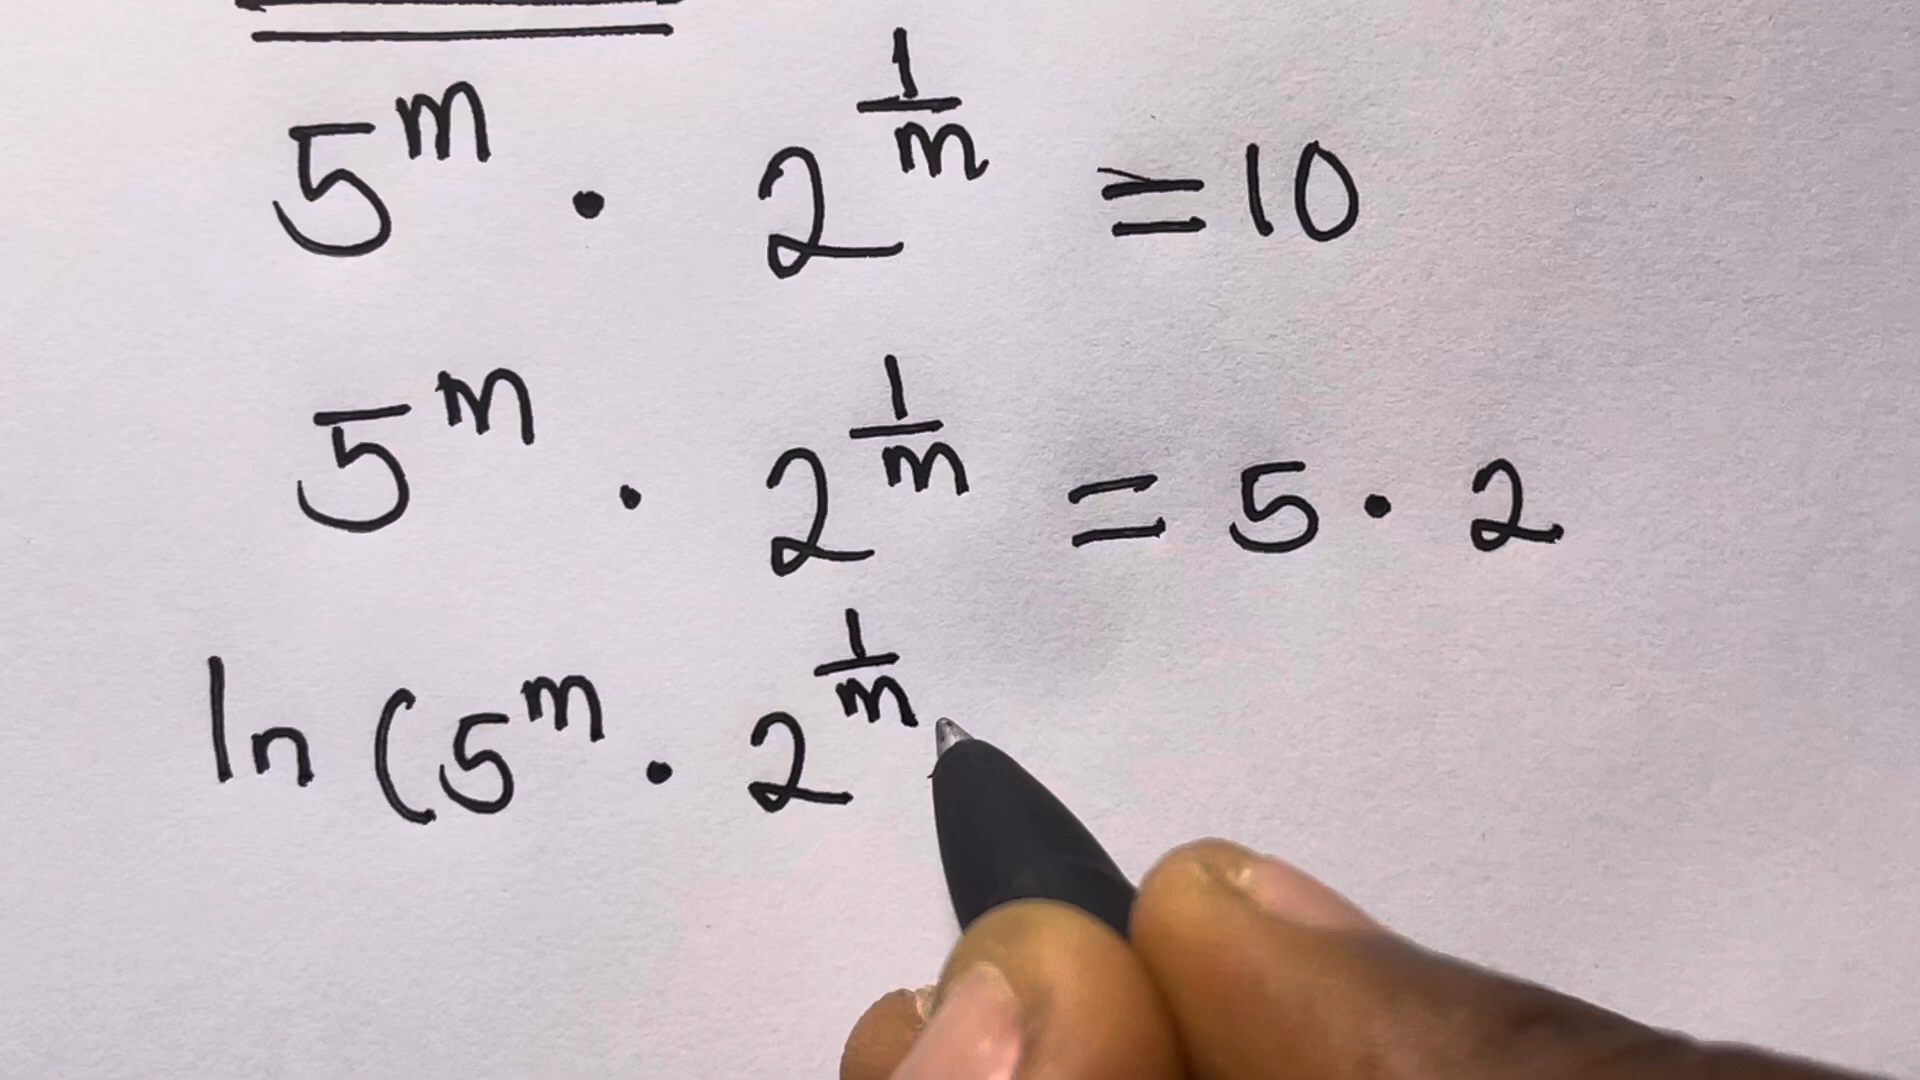 5^m · 2^{1/m} = 10
5^m · 2^{1/m} = 5 · 2
ln (5^m · 2^{1/m}